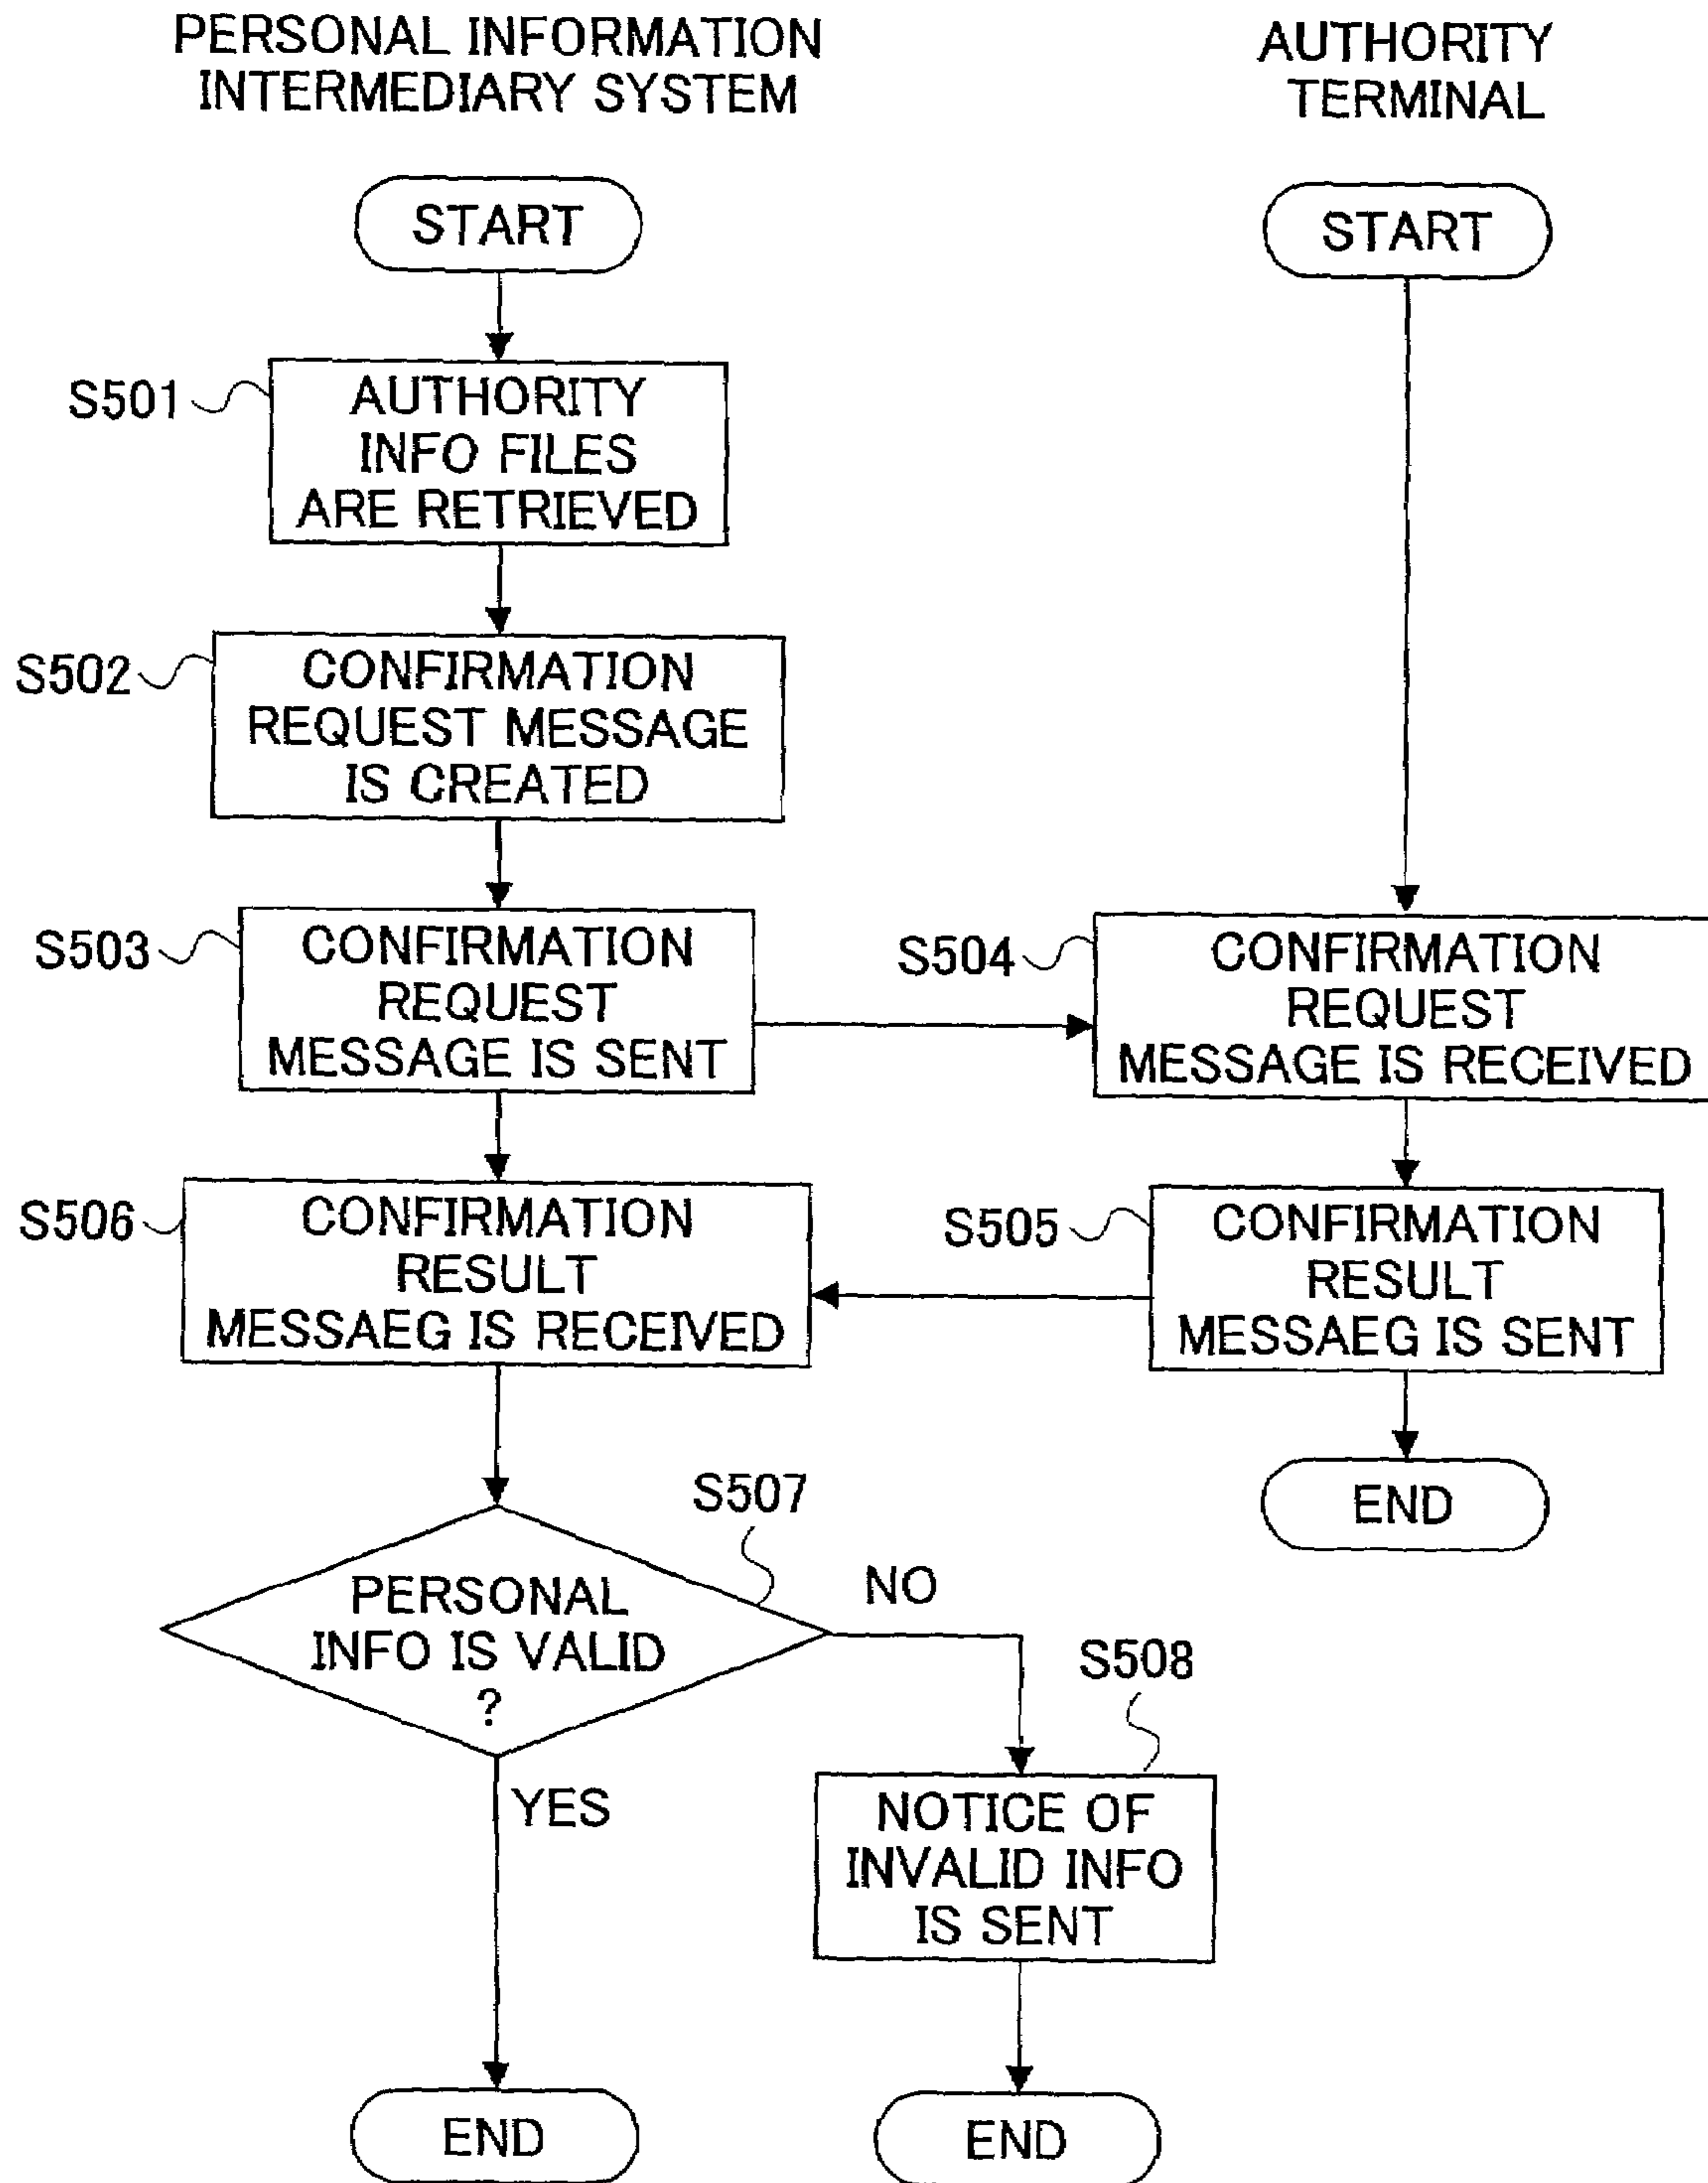 PERSONAL INFORMATION
INTERMEDIARY SYSTEM
AUTHORITY
TERMINAL
START
START
S501
AUTHORITY
INFO FILES
ARE RETRIEVED
S502
CONFIRMATION
REQUEST MESSAGE
IS CREATED
S503
CONFIRMATION
REQUEST
MESSAGE IS SENT
S504
CONFIRMATION
REQUEST
MESSAGE IS RECEIVED
S506
CONFIRMATION
RESULT
MESSAEG IS RECEIVED
S505
CONFIRMATION
RESULT
MESSAEG IS SENT
END
S507
PERSONAL
INFO IS VALID
?
NO
YES
S508
NOTICE OF
INVALID INFO
IS SENT
END
END